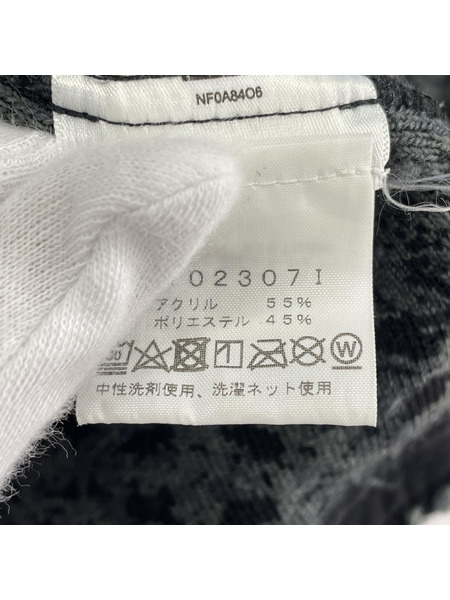 NF0A84O6
02307I
アクリル 55%
ポリエステル 45%
中性洗剤使用、洗濯ネット使用